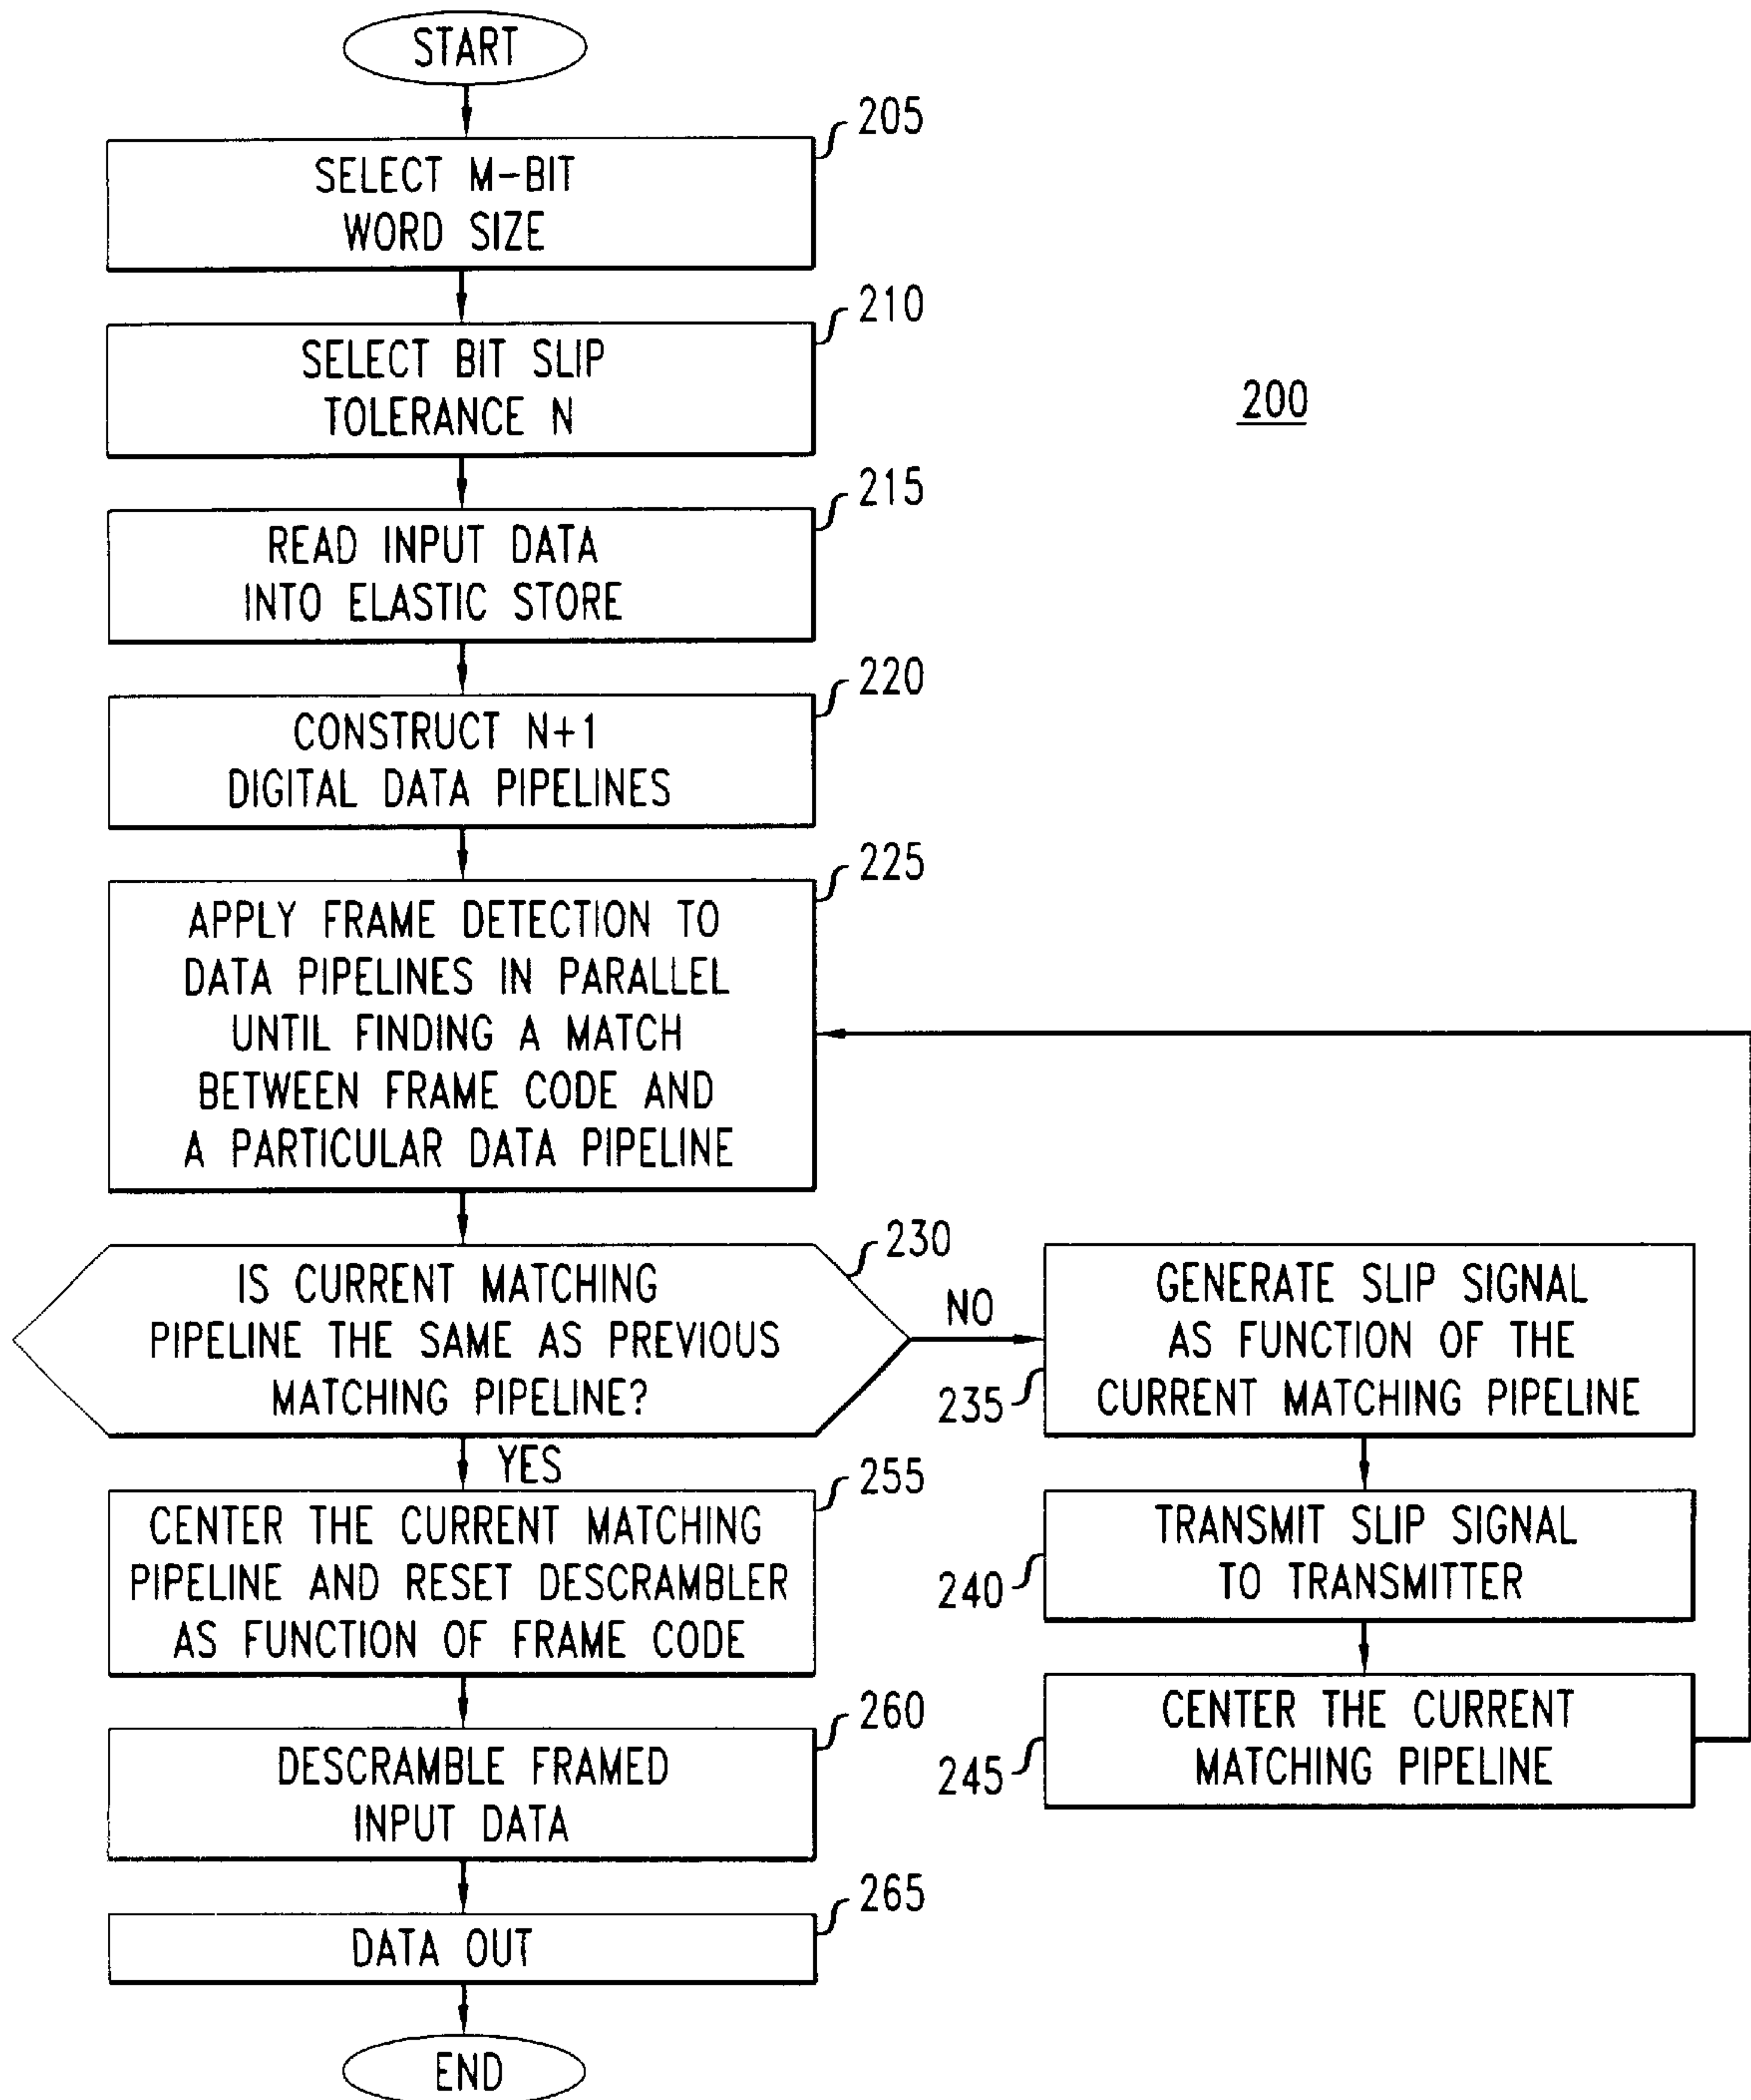 START
205
SELECT M-BIT
WORD SIZE
210
SELECT BIT SLIP
TOLERANCE N
200
215
READ INPUT DATA
INTO ELASTIC STORE
220
CONSTRUCT N+1
DIGITAL DATA PIPELINES
225
APPLY FRAME DETECTION TO
DATA PIPELINES IN PARALLEL
UNTIL FINDING A MATCH
BETWEEN FRAME CODE AND
A PARTICULAR DATA PIPELINE
230
IS CURRENT MATCHING
PIPELINE THE SAME AS PREVIOUS
MATCHING PIPELINE?
NO
GENERATE SLIP SIGNAL
AS FUNCTION OF THE
CURRENT MATCHING PIPELINE
235
YES
255
CENTER THE CURRENT MATCHING
PIPELINE AND RESET DESCRAMBLER
AS FUNCTION OF FRAME CODE
TRANSMIT SLIP SIGNAL
TO TRANSMITTER
240
260
DESCRAMBLE FRAMED
INPUT DATA
CENTER THE CURRENT
MATCHING PIPELINE
245
265
DATA OUT
END